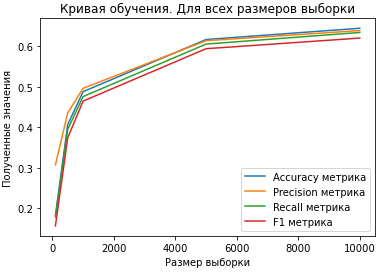 Кривая обучения. Для всех размеров выборки
Полученные значения
0.6
0.5
0.4
0.3
0.2
Accuracy метрика
Precision метрика
Recall метрика
F1 метрика
0
2000
4000
6000
8000
10000
Размер выборки